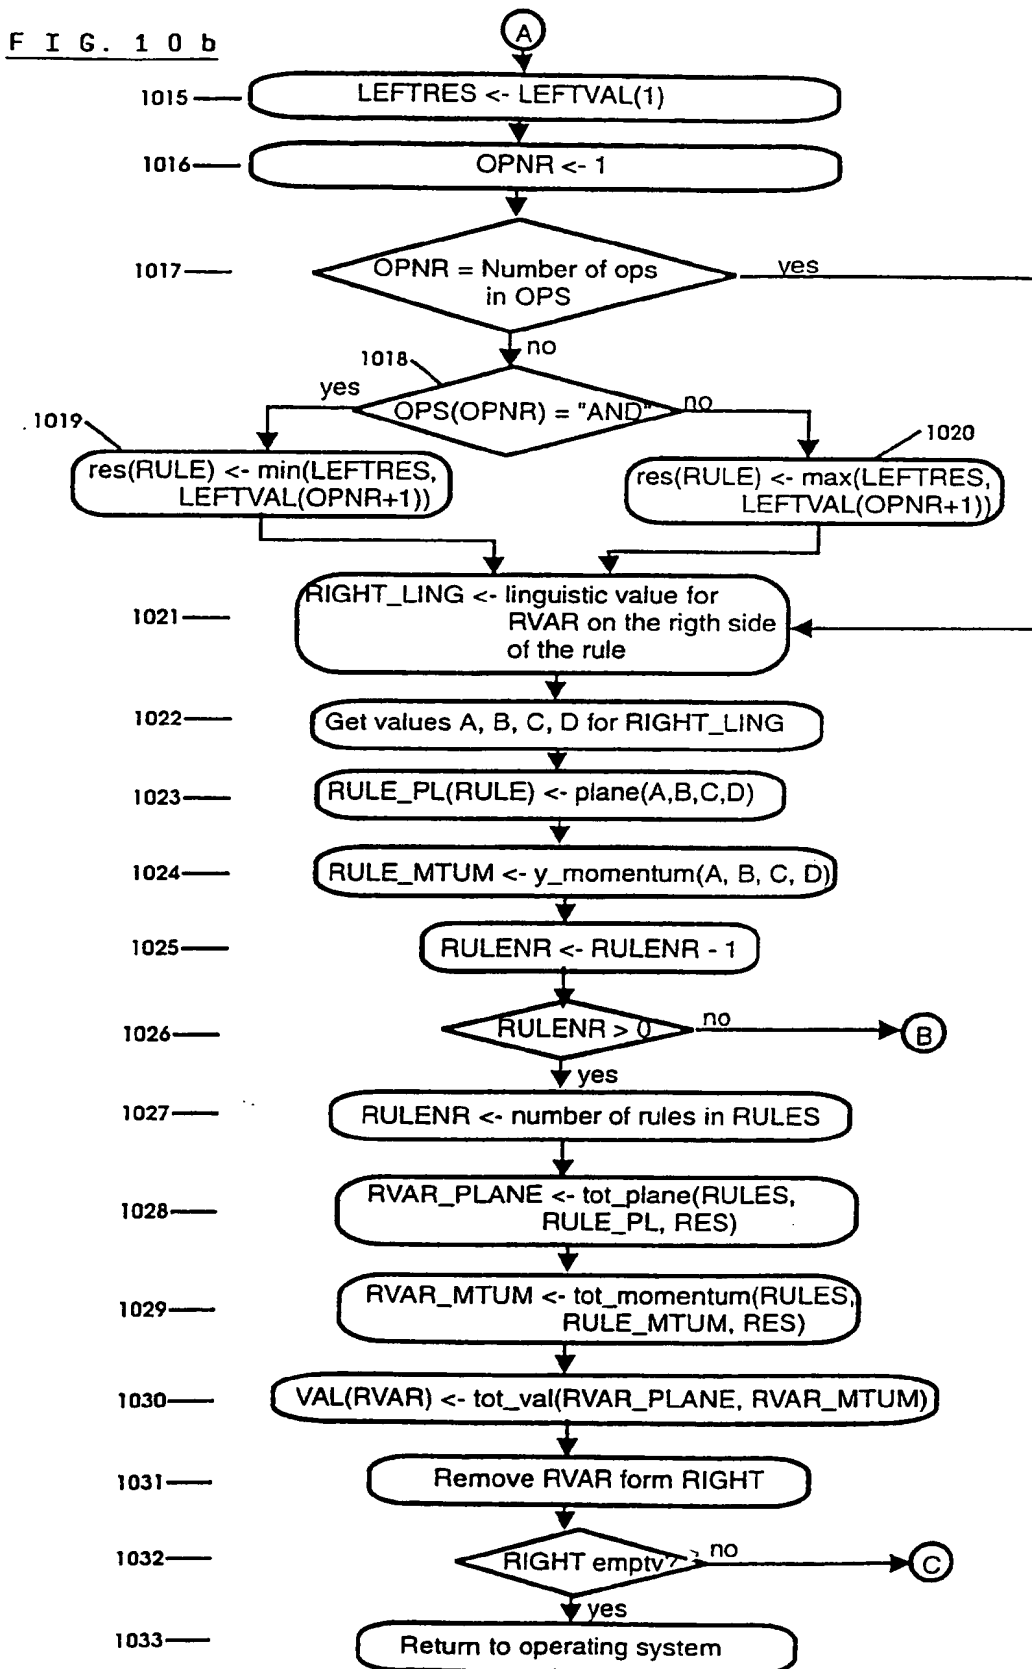 F I G. 1 0 b
A
1015
LEFTRES <- LEFTVAL(1)
1016
OPNR <- 1
1017
OPNR = Number of ops
in OPS
yes
no
1018
yes
OPS(OPNR) = "AND"
no
1019
1020
res(RULE) <- min(LEFTRES,
LEFTVAL(OPNR+1))
res(RULE) <- max(LEFTRES,
LEFTVAL(OPNR+1))
1021
RIGHT_LING <- linguistic value for
RVAR on the rigth side
of the rule
1022
Get values A, B, C, D for RIGHT_LING
1023
RULE_PL(RULE) <- plane(A,B,C,D)
1024
RULE_MTUM <- y_momentum(A, B, C, D)
1025
RULENR <- RULENR - 1
1026
RULENR > 0
no
B
yes
1027
RULENR <- number of rules in RULES
1028
RVAR_PLANE <- tot_plane(RULES,
RULE_PL, RES)
1029
RVAR_MTUM <- tot_momentum(RULES,
RULE_MTUM, RES)
1030
VAL(RVAR) <- tot_val(RVAR_PLANE, RVAR_MTUM)
1031
Remove RVAR form RIGHT
1032
RIGHT empty?
no
C
yes
1033
Return to operating system